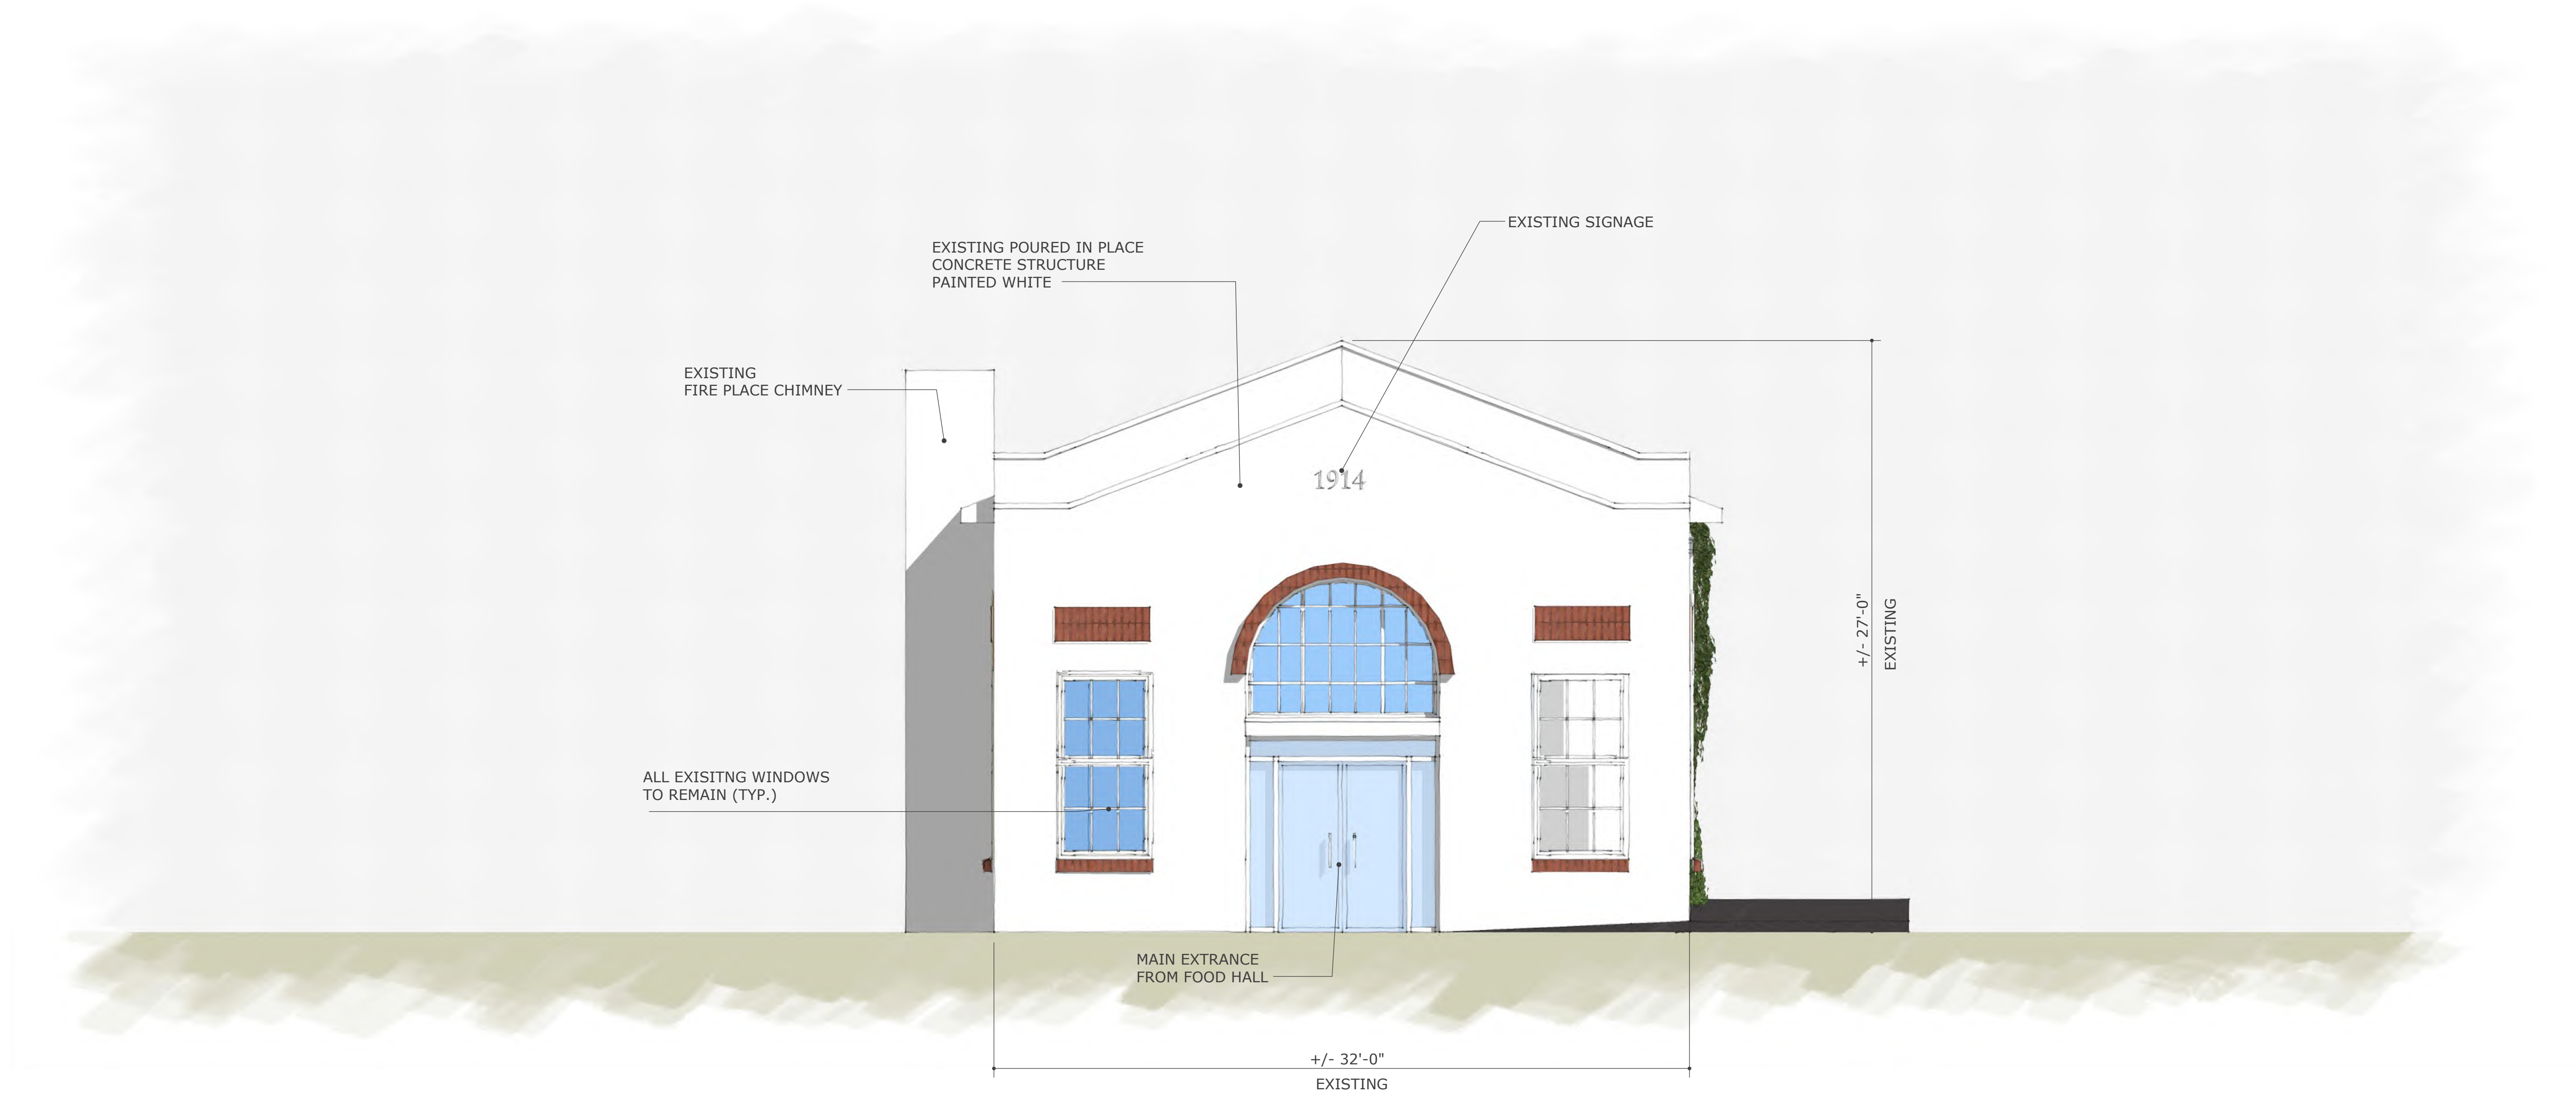 EXISTING SIGNAGE
EXISTING POURED IN PLACE
CONCRETE STRUCTURE
PAINTED WHITE
EXISTING
FIRE PLACE CHIMNEY
1914
+/- 27'-0"
EXISTING
ALL EXISITNG WINDOWS
TO REMAIN (TYP.)
MAIN EXTRANCE
FROM FOOD HALL
+/- 32'-0"
EXISTING